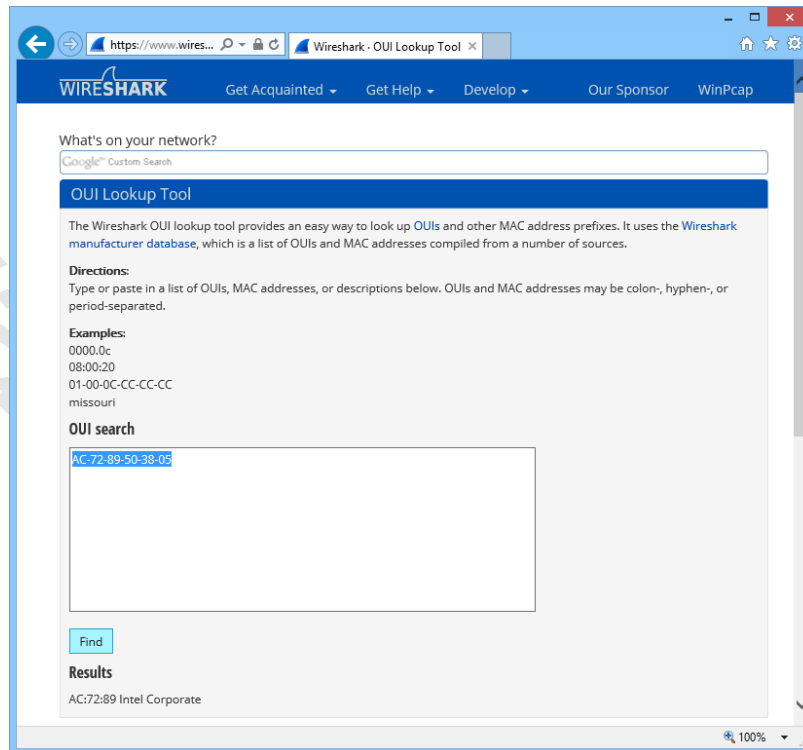 https://www.wires...
Wireshark · OUI Lookup Tool
WIRESHARK
Get Acquainted
Get Help
Develop
Our Sponsor
WinPcap
What's on your network?
Google™ Custom Search
OUI Lookup Tool
The Wireshark OUI lookup tool provides an easy way to look up OUIs and other MAC address prefixes. It uses the Wireshark
manufacturer database, which is a list of OUIs and MAC addresses compiled from a number of sources.
Directions:
Type or paste in a list of OUIs, MAC addresses, or descriptions below. OUIs and MAC addresses may be colon-, hyphen-, or
period-separated.
Examples:
0000.0c
08:00:20
01-00-0C-CC-CC-CC
missouri
OUI search
AC-72-89-50-38-05
Find
Results
AC:72:89 Intel Corporate
100%